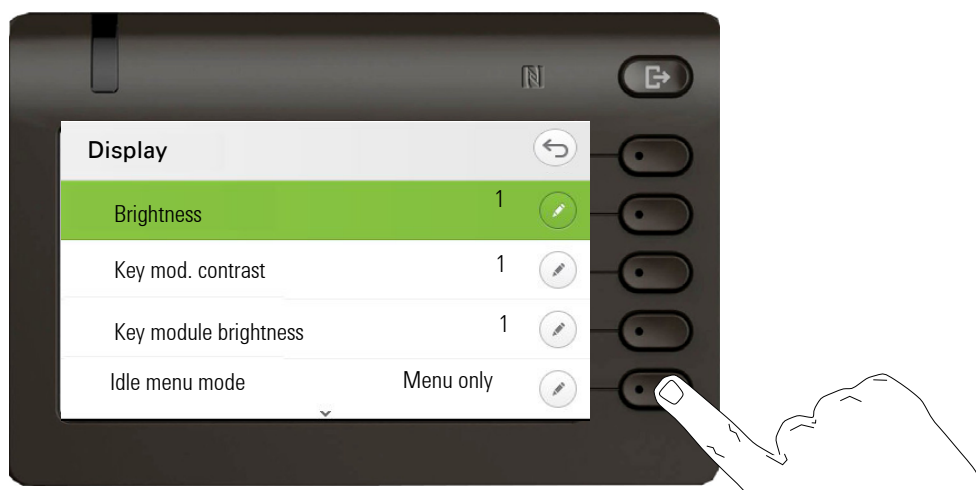 Display
Brightness 1
Key mod. contrast 1
Key module brightness 1
Idle menu mode Menu only